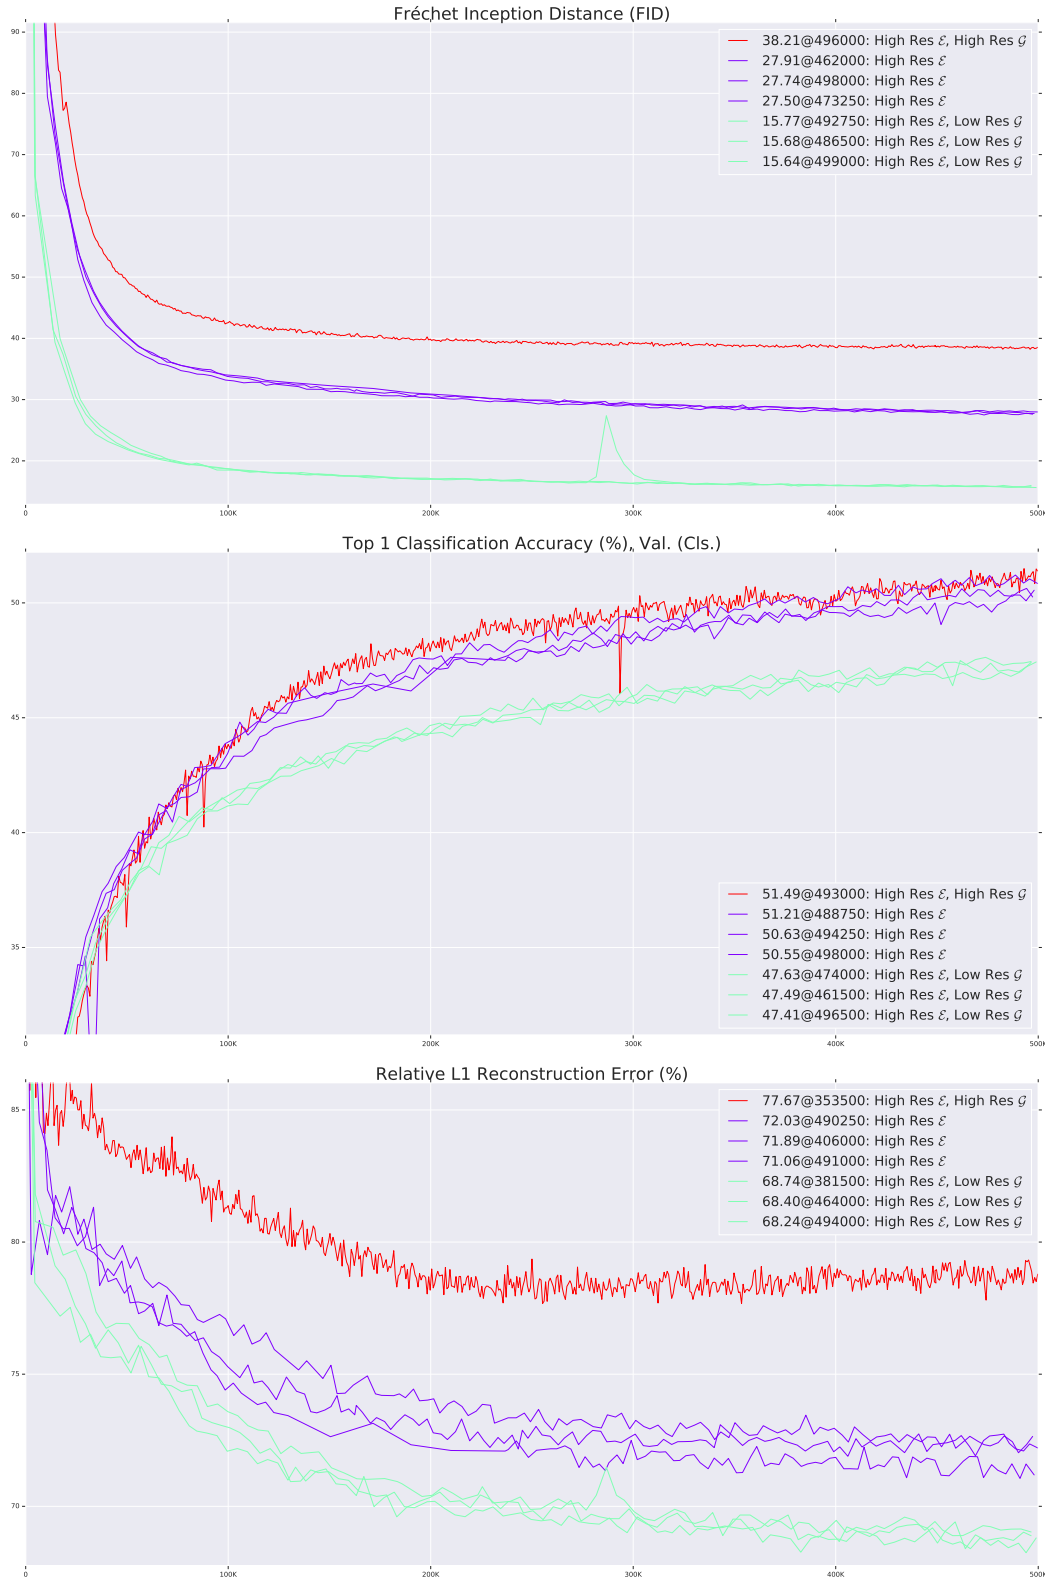 Fréchet Inception Distance (FID)
90
80
70
60
50
40
30
20
38.21@496000: High Res ℰ, High Res 𝒢
27.91@462000: High Res ℰ
27.74@498000: High Res ℰ
27.50@473250: High Res ℰ
15.77@492750: High Res ℰ, Low Res 𝒢
15.68@486500: High Res ℰ, Low Res 𝒢
15.64@499000: High Res ℰ, Low Res 𝒢
0 100K 200K 300K 400K 500K
Top 1 Classification Accuracy (%), Val. (Cls.)
50
45
40
35
51.49@493000: High Res ℰ, High Res 𝒢
51.21@488750: High Res ℰ
50.63@494250: High Res ℰ
50.55@498000: High Res ℰ
47.63@474000: High Res ℰ, Low Res 𝒢
47.49@461500: High Res ℰ, Low Res 𝒢
47.41@496500: High Res ℰ, Low Res 𝒢
0 100K 200K 300K 400K 500K
Relative L1 Reconstruction Error (%)
85
80
75
70
77.67@353500: High Res ℰ, High Res 𝒢
72.03@490250: High Res ℰ
71.89@406000: High Res ℰ
71.06@491000: High Res ℰ
68.74@381500: High Res ℰ, Low Res 𝒢
68.40@464000: High Res ℰ, Low Res 𝒢
68.24@494000: High Res ℰ, Low Res 𝒢
0 100K 200K 300K 400K 500K